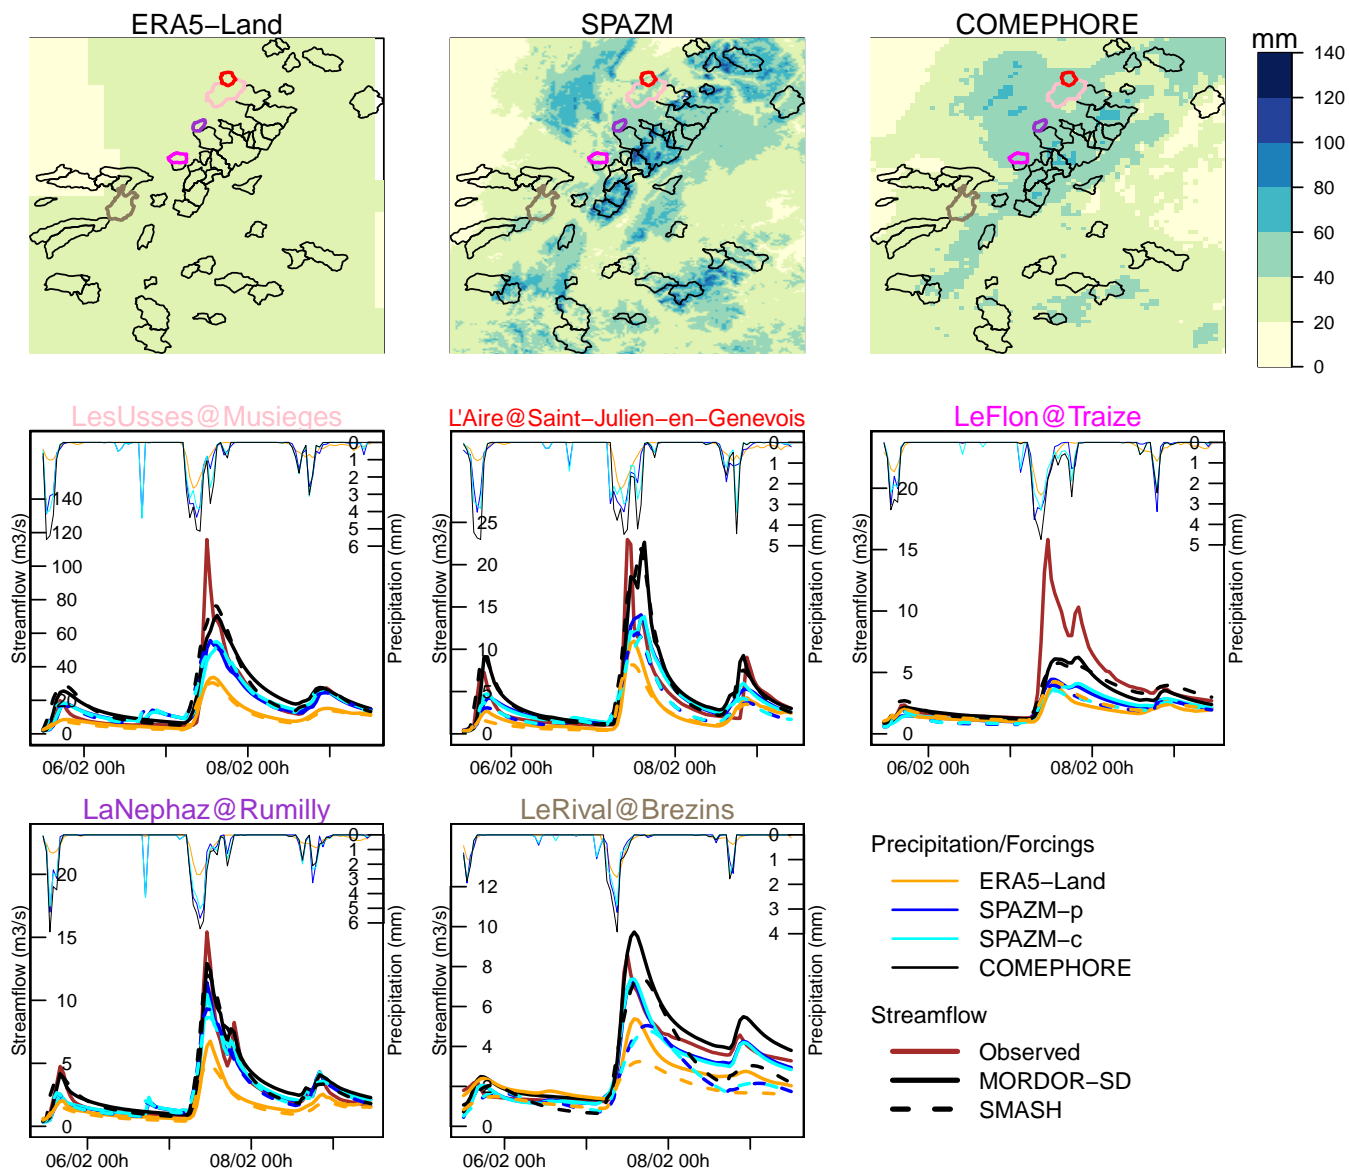 ERA5−Land
SPAZM
COMEPHORE
mm
140
120
100
80
60
40
20
0
LesUsses@Musieges
Streamflow (m3/s)
140
120
100
80
60
40
20
0
0
1
2
3
4
5
6
Precipitation (mm)
06/02 00h
08/02 00h
L'Aire@Saint−Julien−en−Genevois
Streamflow (m3/s)
25
20
15
10
5
0
0
1
2
3
4
5
Precipitation (mm)
06/02 00h
08/02 00h
LeFlon@Traize
Streamflow (m3/s)
20
15
10
5
0
0
1
2
3
4
5
Precipitation (mm)
06/02 00h
08/02 00h
LaNephaz@Rumilly
Streamflow (m3/s)
20
15
10
5
0
0
1
2
3
4
5
6
Precipitation (mm)
06/02 00h
08/02 00h
LeRival@Brezins
Streamflow (m3/s)
12
10
8
6
4
2
0
0
1
2
3
4
Precipitation (mm)
06/02 00h
08/02 00h
Precipitation/Forcings
ERA5−Land
SPAZM−p
SPAZM−c
COMEPHORE
Streamflow
Observed
MORDOR−SD
SMASH